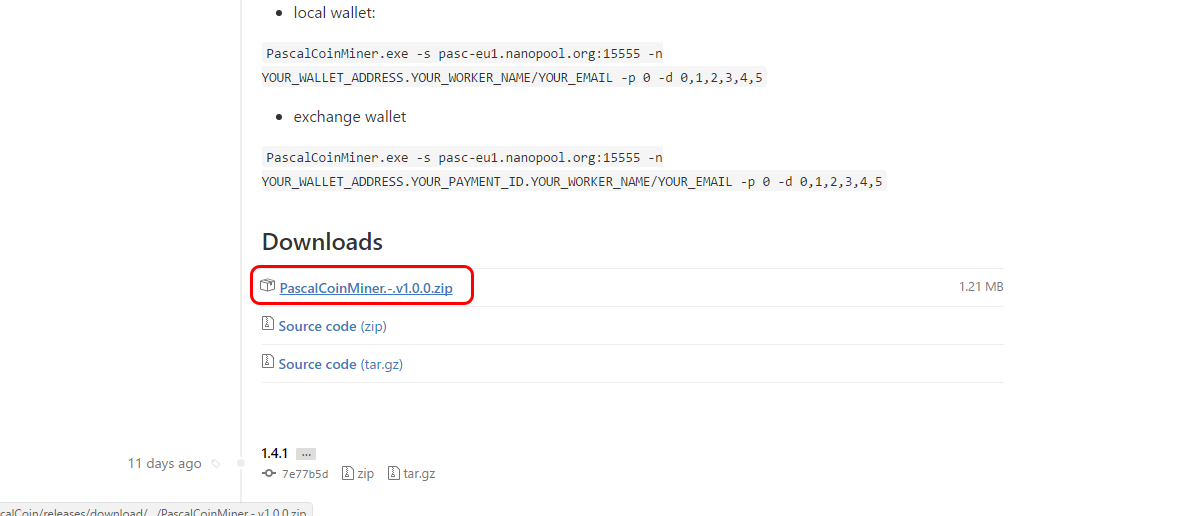 local wallet:
PascalCoinMiner.exe -s pasc-eu1.nanopool.org:15555 -n
YOUR_WALLET_ADDRESS.YOUR_WORKER_NAME/YOUR_EMAIL -p 0 -d 0,1,2,3,4,5
exchange wallet
PascalCoinMiner.exe -s pasc-eu1.nanopool.org:15555 -n
YOUR_WALLET_ADDRESS.YOUR_PAYMENT_ID.YOUR_WORKER_NAME/YOUR_EMAIL -p 0 -d 0,1,2,3,4,5
Downloads
PascalCoinMiner.-.v1.0.0.zip 1.21 MB
Source code (zip)
Source code (tar.gz)
1.4.1 ...
11 days ago
7e77b5d zip tar.gz
calCoin/releases/download/.../PascalCoinMiner.-.v1.0.0.zip